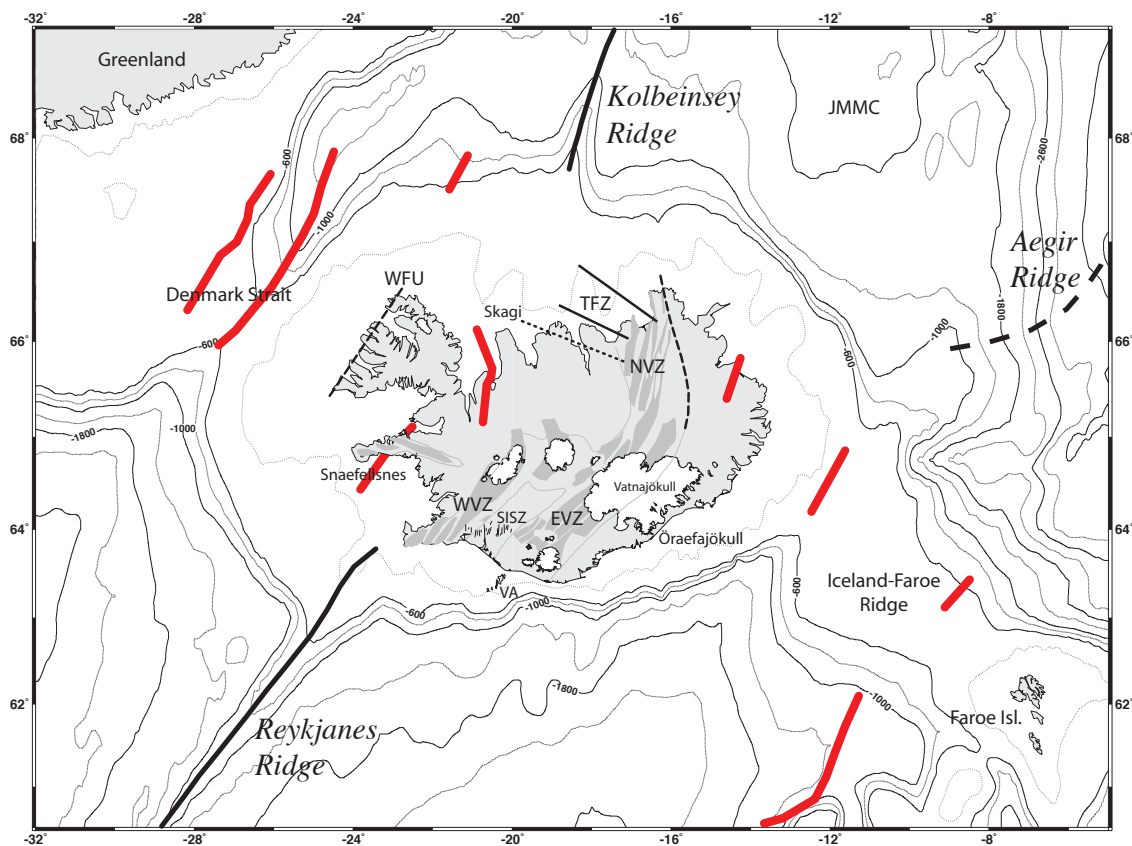 -32 -28 -24 -20 -16 -12 -8
Greenland
Kolbeinsey
Ridge
JMMC
68° 68°
-600
-1000
-2600
Aegir
Ridge
WFU
Denmark Strait
Skagi
TFZ
NVZ
66° 66°
-600
-1000
-1800
-600
-1000
-1800
Snaefellsnes
WVZ
SISZ
EVZ
Vatnajökull
Öraefajökull
64° 64°
VA
-600
-1000
-600
Iceland-Faroe
Ridge
-1800
-1000
62° 62°
Faroe Isl.
Reykjanes
Ridge
-28 -24 -20 -16 -12 -8